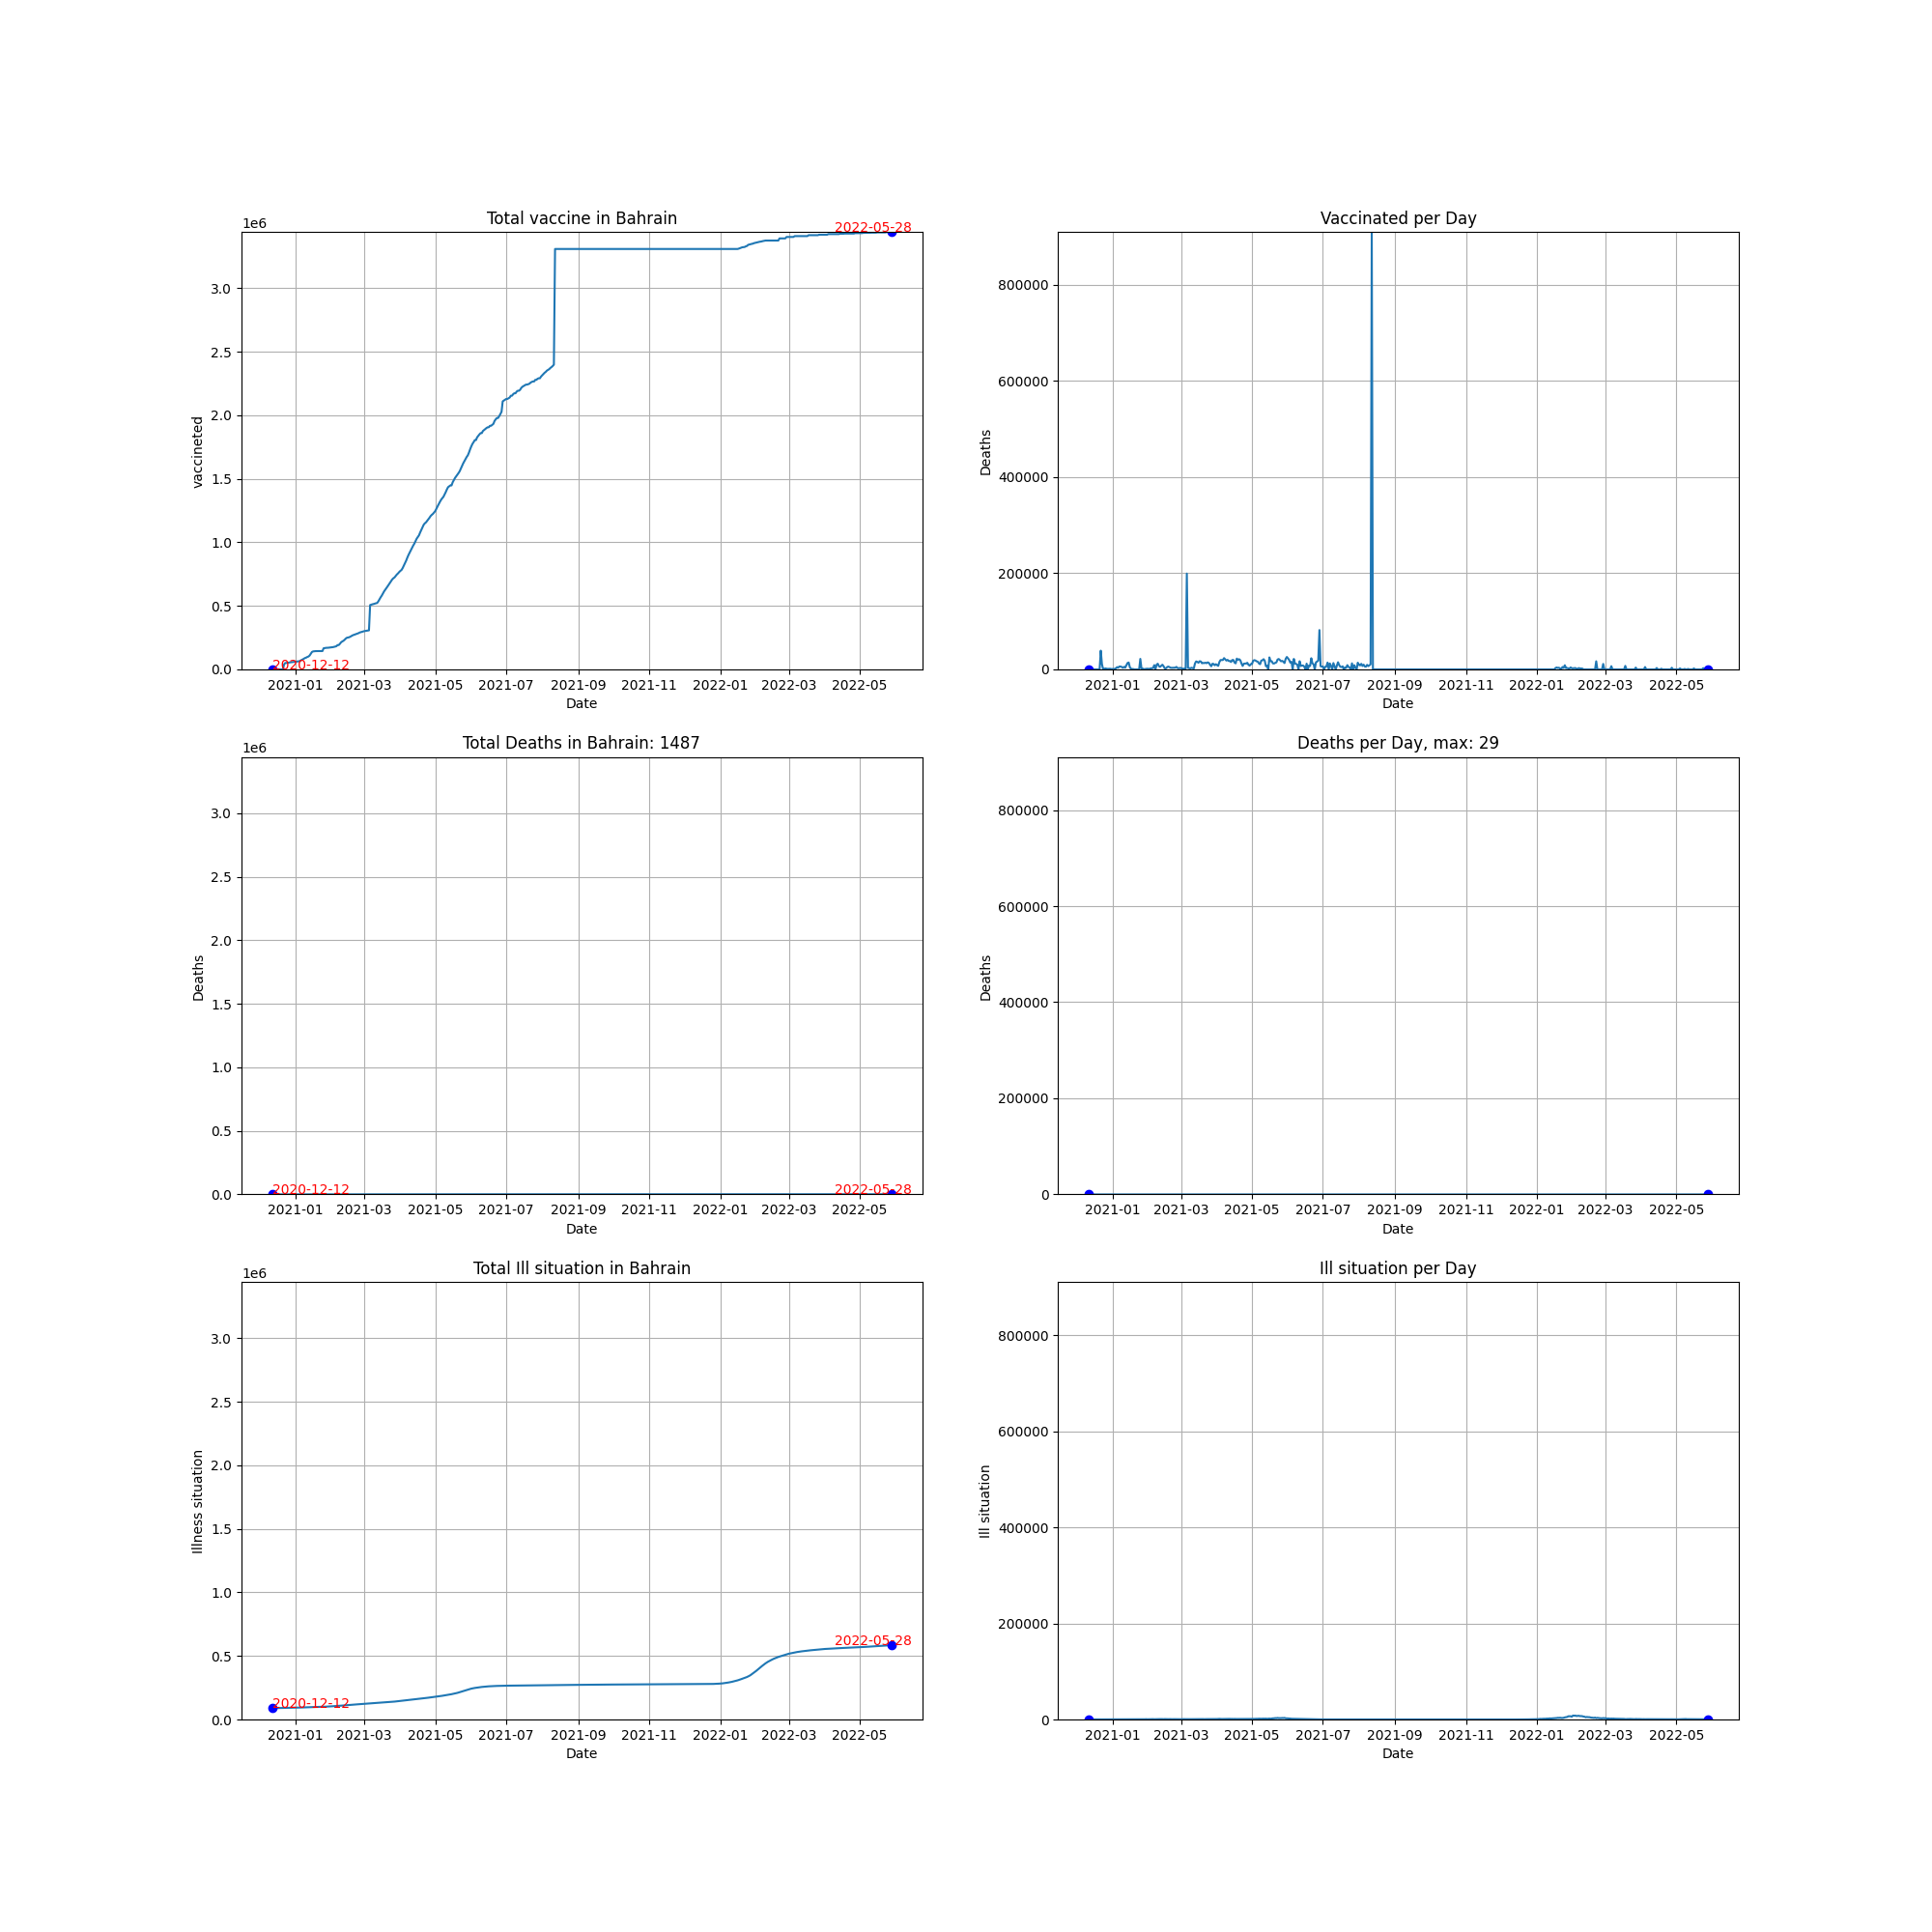 Total vaccine in Bahrain
1e6
vaccineted
3.0
2.5
2.0
1.5
1.0
0.5
0.0
2020-12-12
2022-05-28
2021-01 2021-03 2021-05 2021-07 2021-09 2021-11 2022-01 2022-03 2022-05
Date
Vaccinated per Day
Deaths
800000
600000
400000
200000
0
2021-01 2021-03 2021-05 2021-07 2021-09 2021-11 2022-01 2022-03 2022-05
Date
Total Deaths in Bahrain: 1487
1e6
Deaths
3.0
2.5
2.0
1.5
1.0
0.5
0.0
2020-12-12
2022-05-28
2021-01 2021-03 2021-05 2021-07 2021-09 2021-11 2022-01 2022-03 2022-05
Date
Deaths per Day, max: 29
Deaths
800000
600000
400000
200000
0
2021-01 2021-03 2021-05 2021-07 2021-09 2021-11 2022-01 2022-03 2022-05
Date
Total Ill situation in Bahrain
1e6
Illness situation
3.0
2.5
2.0
1.5
1.0
0.5
0.0
2020-12-12
2022-05-28
2021-01 2021-03 2021-05 2021-07 2021-09 2021-11 2022-01 2022-03 2022-05
Date
Ill situation per Day
Ill situation
800000
600000
400000
200000
0
2021-01 2021-03 2021-05 2021-07 2021-09 2021-11 2022-01 2022-03 2022-05
Date